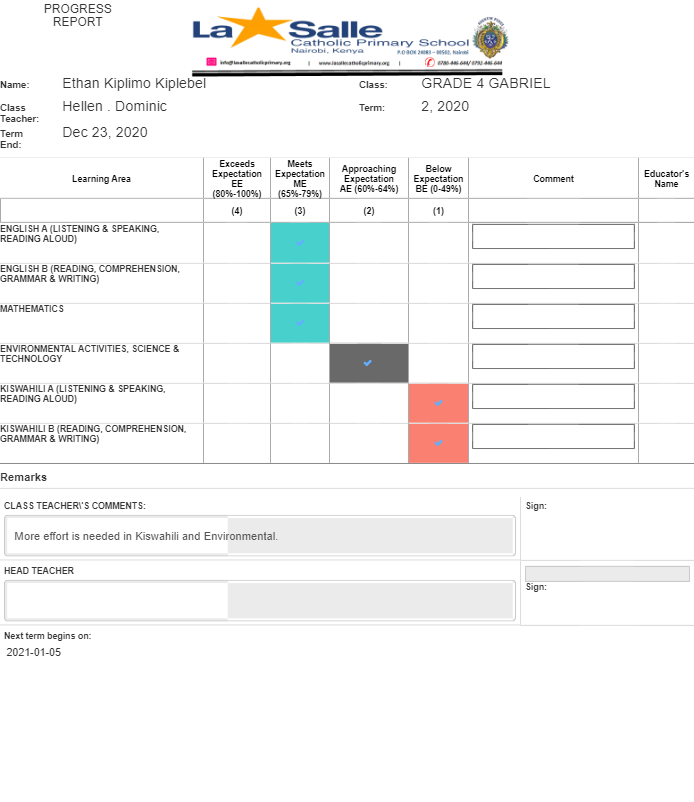 PROGRESS
REPORT
La Salle
Catholic Primary School
Nairobi, Kenya
info@lasallecatholicprimary.org | www.lasallecatholicprimary.org | 0780-446-644/ 0792-446-644
Name: Ethan Kiplimo Kiplebel Class: GRADE 4 GABRIEL
Class Teacher: Hellen . Dominic Term: 2, 2020
Term End: Dec 23, 2020
Learning Area
Exceeds Expectation EE (80%-100%)
Meets Expectation ME (65%-79%)
Approaching Expectation AE (60%-64%)
Below Expectation BE (0-49%)
Comment
Educator's Name
(4) (3) (2) (1)
ENGLISH A (LISTENING & SPEAKING,
READING ALOUD)
ENGLISH B (READING, COMPREHENSION,
GRAMMAR & WRITING)
MATHEMATICS
ENVIRONMENTAL ACTIVITIES, SCIENCE &
TECHNOLOGY
KISWAHILI A (LISTENING & SPEAKING,
READING ALOUD)
KISWAHILI B (READING, COMPREHENSION,
GRAMMAR & WRITING)
Remarks
CLASS TEACHER\'S COMMENTS: Sign:
More effort is needed in Kiswahili and Environmental.
HEAD TEACHER
Sign:
Next term begins on:
2021-01-05